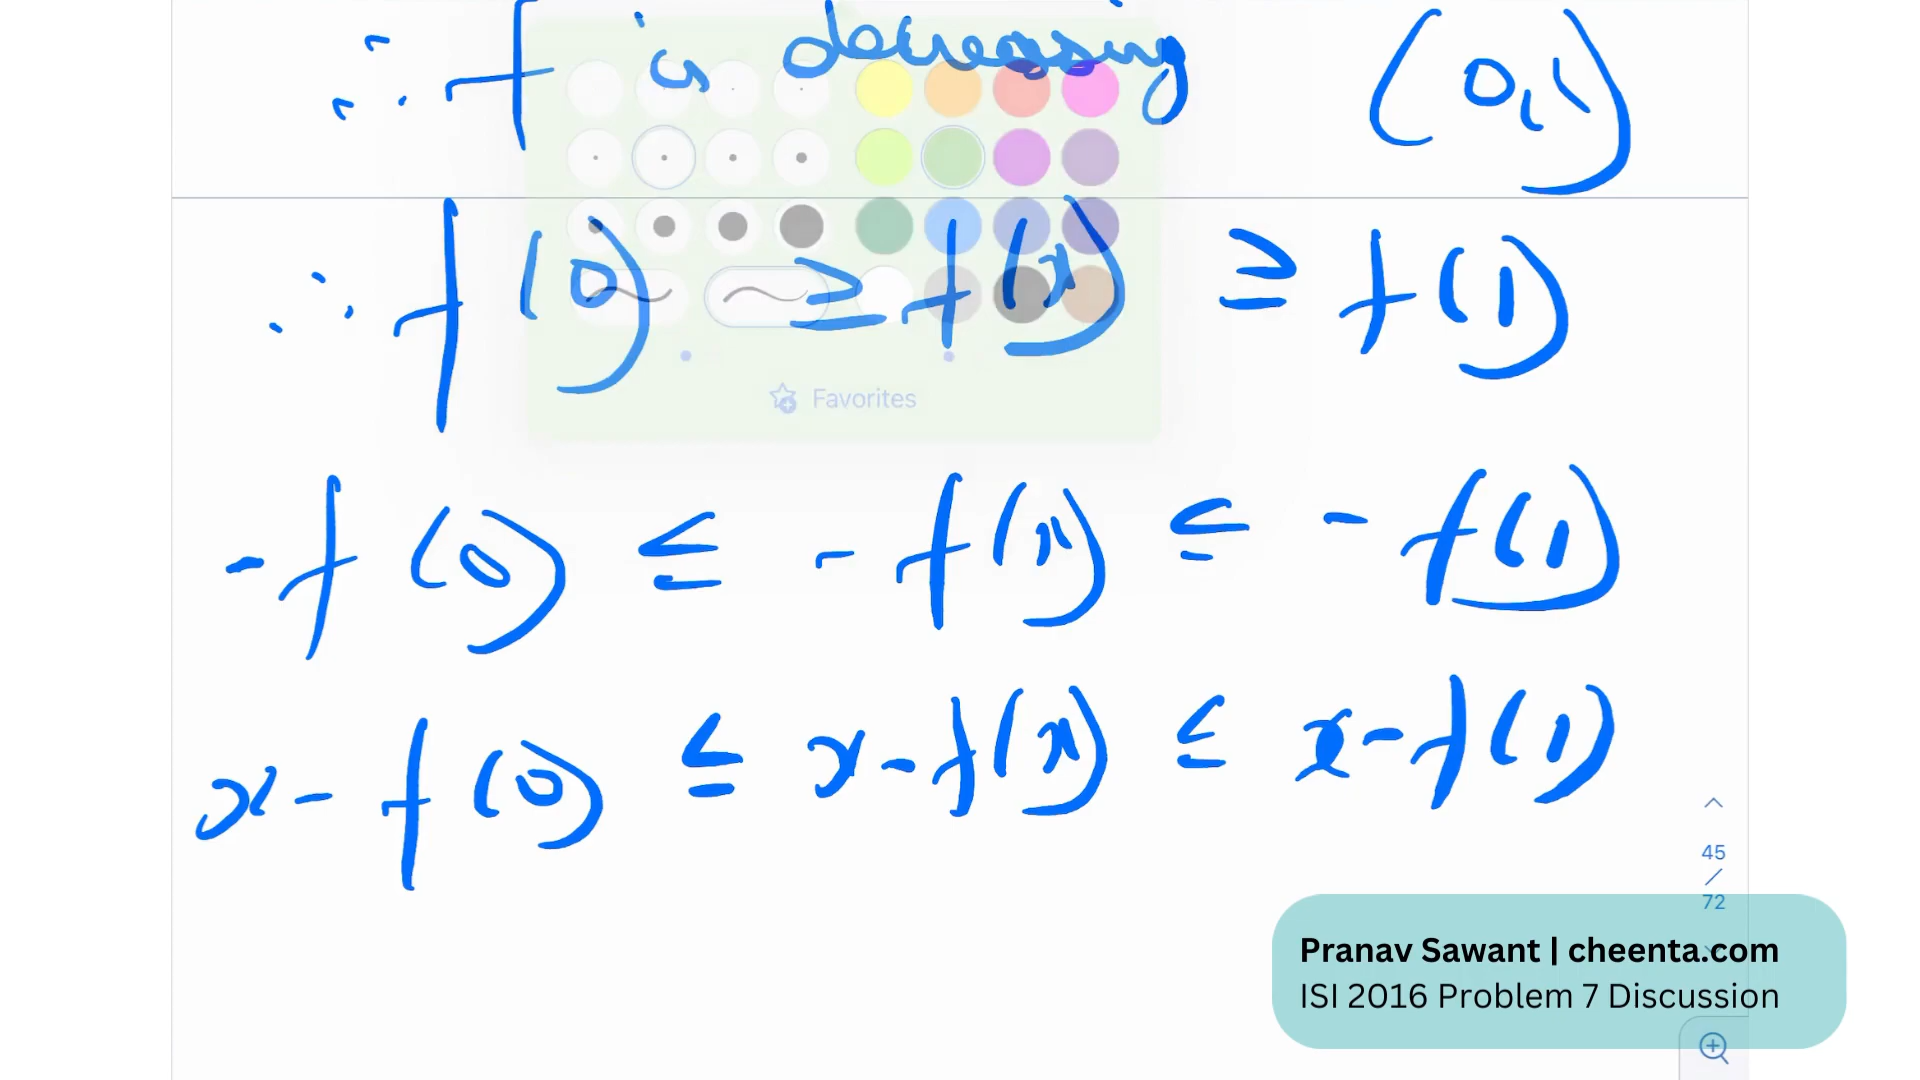 ∴ f is decreasing (0,1)
∴ f(0) ≥ f(x) ≥ f(1)
Favorites
-f(0) ≤ -f(x) ≤ -f(1)
x-f(0) ≤ x-f(x) ≤ x-f(1)
45
/
72
Pranav Sawant | cheenta.com
ISI 2016 Problem 7 Discussion